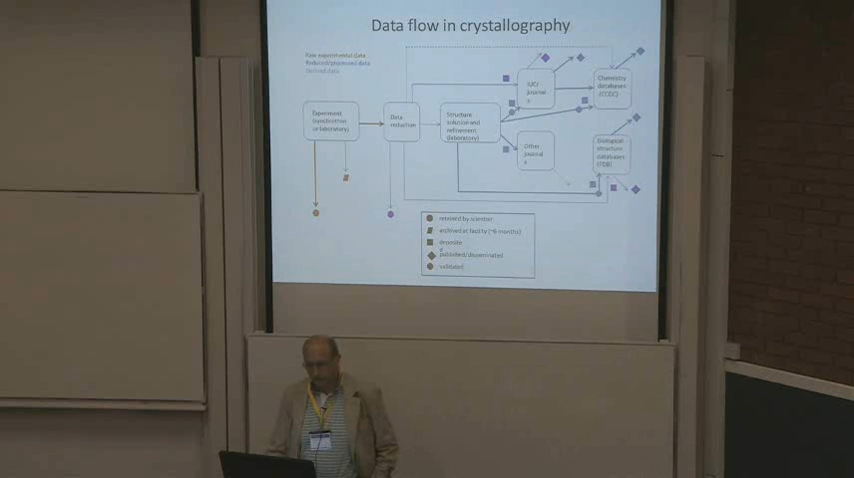 Data flow in crystallography
Raw experimental data
Reduced/processed data
Derived data
Experiment
(synchrotron
or laboratory)
Data
reduction
Structure
solution and
refinement
(laboratory)
IUCr
journal
s
Other
journal
s
Chemistry
databases
(CCDC)
Biological
structure
databases
(PDB)
retained by scientist
archived at facility (~6 months)
deposite
d
published/disseminated
validated